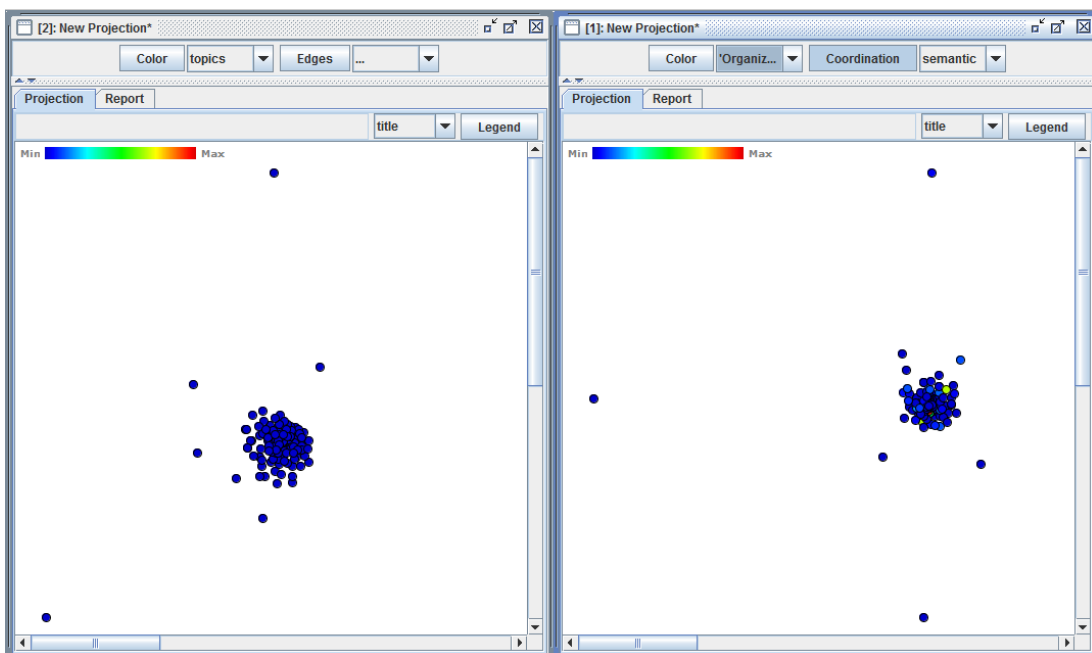 [2]: New Projection*
Color topics Edges ...
Projection Report
title Legend
Min Max
[1]: New Projection*
Color 'Organiz... Coordination semantic
Projection Report
title Legend
Min Max